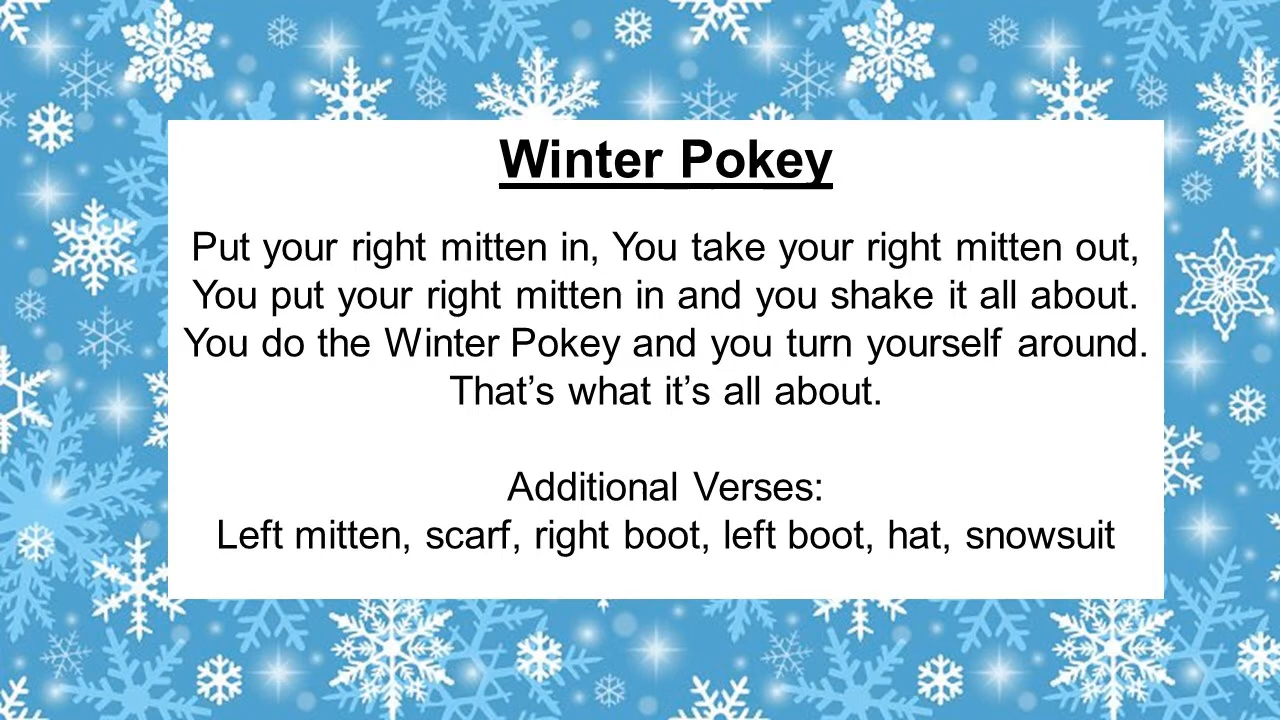 Winter Pokey
Put your right mitten in, You take your right mitten out,
You put your right mitten in and you shake it all about.
You do the Winter Pokey and you turn yourself around.
That’s what it’s all about.
Additional Verses:
Left mitten, scarf, right boot, left boot, hat, snowsuit